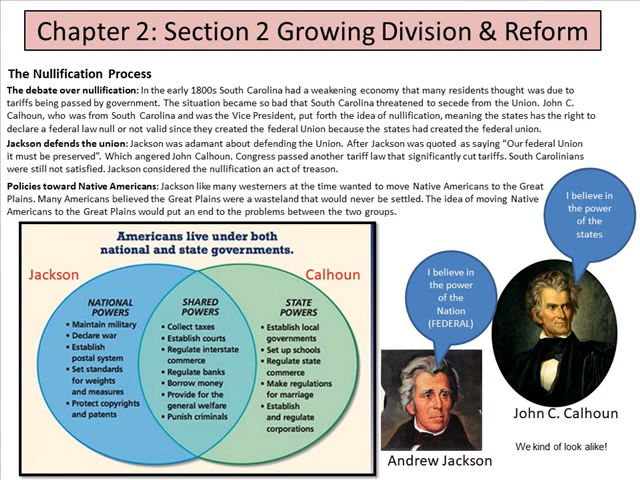 Chapter 2: Section 2 Growing Division & Reform
The Nullification Process
The debate over nullification: In the early 1800s South Carolina had a weakening economy that many residents thought was due to
tariffs being passed by government. The situation became so bad that South Carolina threatened to secede from the Union. John C.
Calhoun, who was from South Carolina and was the Vice President, put forth the idea of nullification, meaning the states has the right to
declare a federal law null or not valid since they created the federal Union because the states had created the federal union.
Jackson defends the union: Jackson was adamant about defending the Union. After Jackson was quoted as saying “Our federal Union
it must be preserved”. Which angered John Calhoun. Congress passed another tariff law that significantly cut tariffs. South Carolinians
were still not satisfied. Jackson considered the nullification an act of treason.
Policies toward Native Americans: Jackson like many westerners at the time wanted to move Native Americans to the Great
Plains. Many Americans believed the Great Plains were a wasteland that would never be settled. The idea of moving Native
Americans to the Great Plains would put an end to the problems between the two groups.
Americans live under both
national and state governments.
Jackson
Calhoun
NATIONAL
POWERS
• Maintain military
• Declare war
• Establish
postal system
• Set standards
for weights
and measures
• Protect copyrights
and patents
SHARED
POWERS
• Collect taxes
• Establish courts
• Regulate interstate
commerce
• Regulate banks
• Borrow money
• Provide for the
general welfare
• Punish criminals
STATE
POWERS
• Establish local
governments
• Set up schools
• Regulate state
commerce
• Make regulations
for marriage
• Establish
and regulate
corporations
I believe in
the power
of the
Nation
(FEDERAL)
Andrew Jackson
I believe in
the power
of the
states
John C. Calhoun
We kind of look alike!